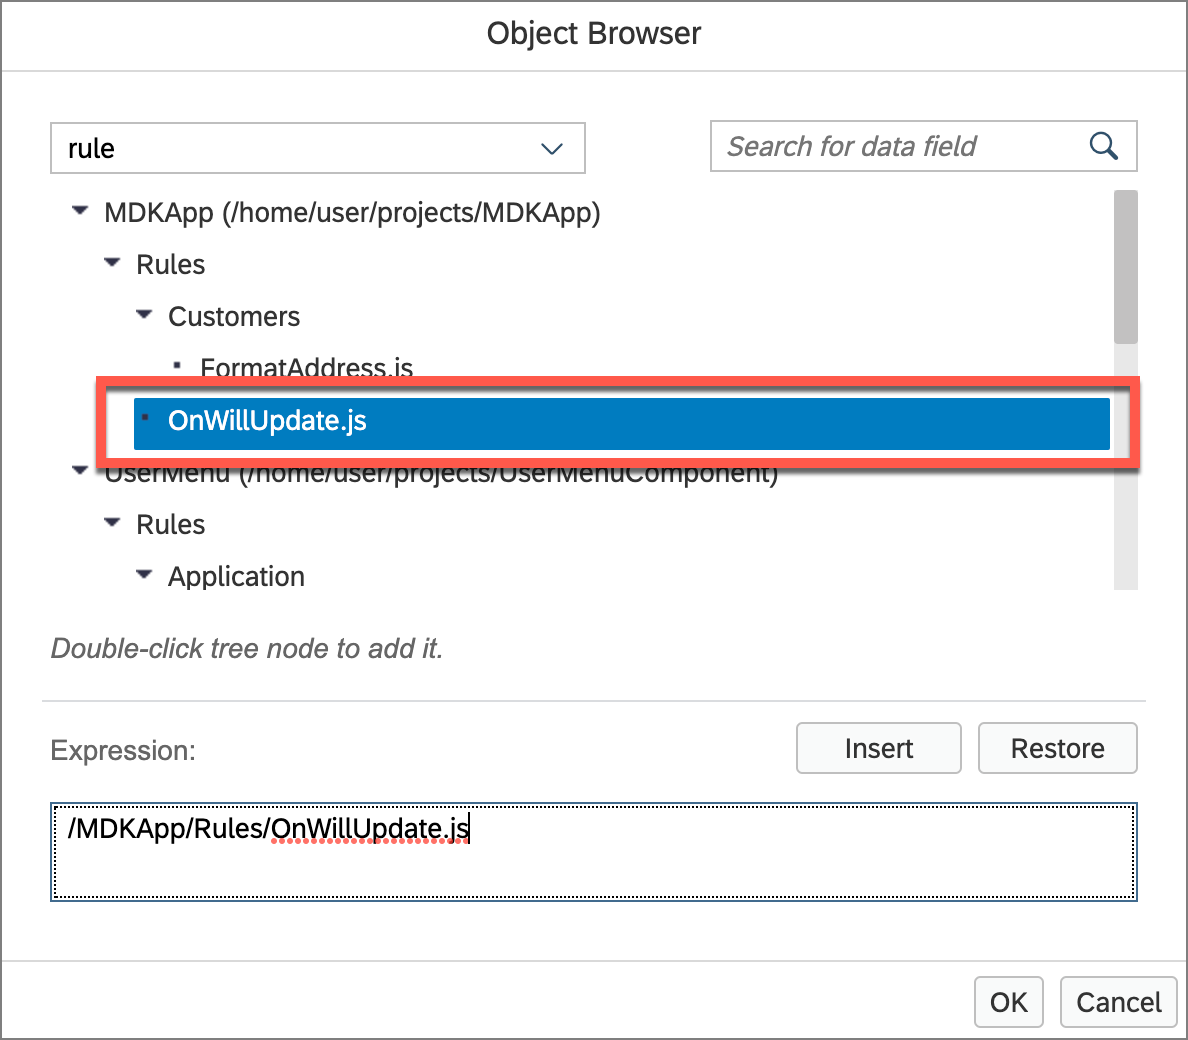 Object Browser
rule
Search for data field
MDKApp (/home/user/projects/MDKApp)
Rules
Customers
FormatAddress.js
OnWillUpdate.js
UserMenu (/home/user/projects/UserMenuComponent)
Rules
Application
Double-click tree node to add it.
Expression:
Insert
Restore
/MDKApp/Rules/OnWillUpdate.js
OK
Cancel